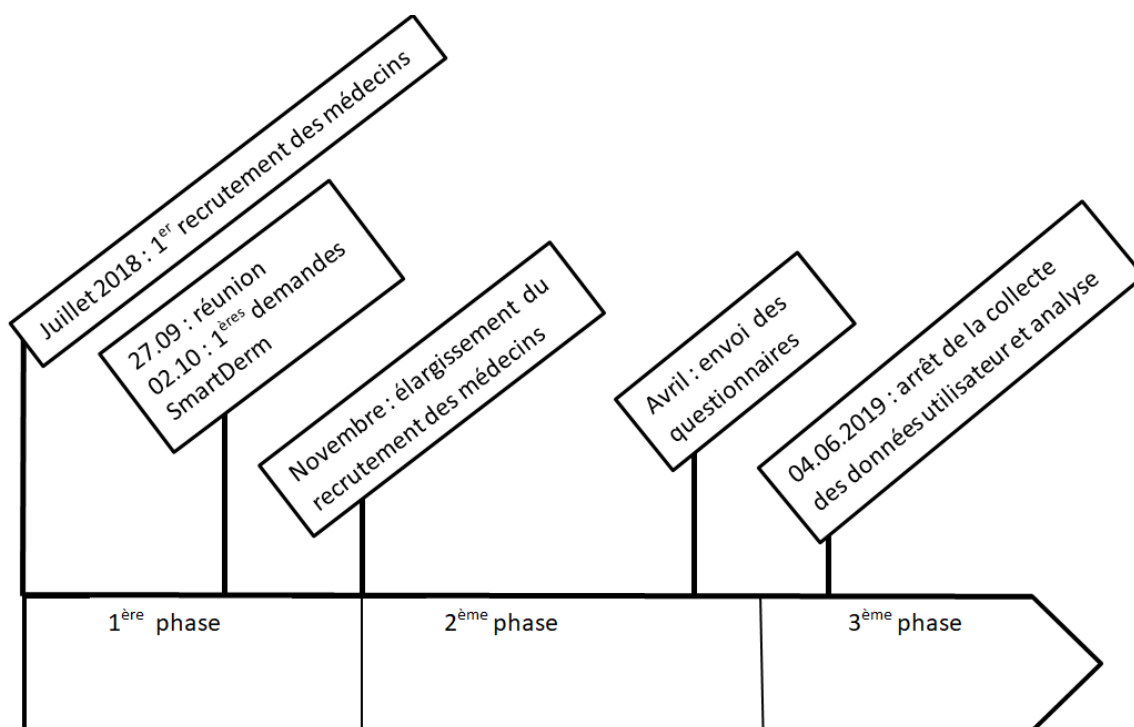 Juillet 2018 : 1er recrutement des médecins
27.09 : réunion
02.10 : 1ères demandes
SmartDerm
Novembre : élargissement du
recrutement des médecins
Avril : envoi des
questionnaires
04.06.2019 : arrêt de la collecte
des données utilisateur et analyse
1ère phase
2ème phase
3ème phase